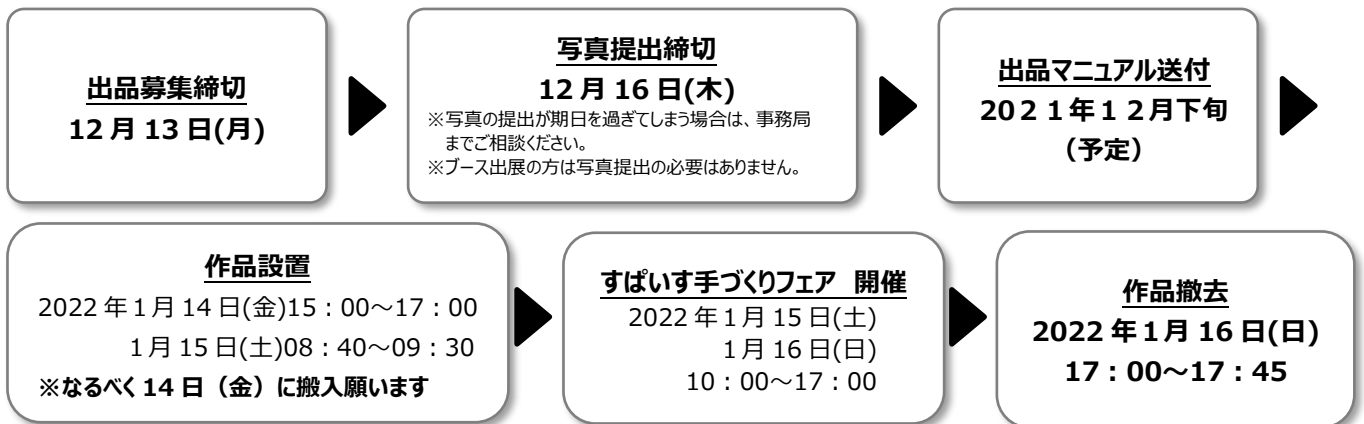 出品募集締切
12月13日(月)
写真提出締切
12月16日(木)
※写真の提出が期日を過ぎてしまう場合は、事務局
までご相談ください。
※ブース出展の方は写真提出の必要はありません。
出品マニュアル送付
2021年12月下旬
（予定）
作品設置
2022年1月14日(金)15：00～17：00
1月15日(土)08：40～09：30
※なるべく14日（金）に搬入願います
すぱいす手づくりフェア 開催
2022年1月15日(土)
1月16日(日)
10：00～17：00
作品撤去
2022年1月16日(日)
17：00～17：45